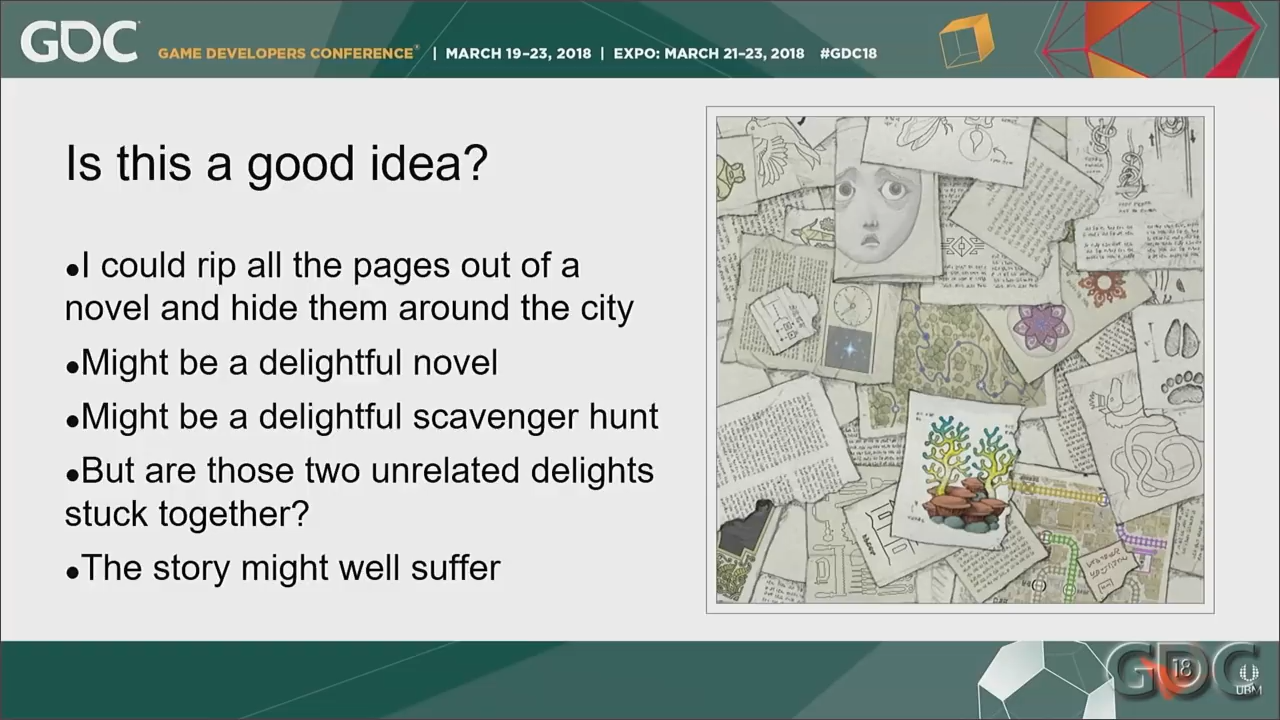 GDC
GAME DEVELOPERS CONFERENCE® | MARCH 19–23, 2018 | EXPO: MARCH 21–23, 2018 #GDC18
Is this a good idea?
●I could rip all the pages out of a
novel and hide them around the city
●Might be a delightful novel
●Might be a delightful scavenger hunt
●But are those two unrelated delights
stuck together?
●The story might well suffer
GDC
18
UBM